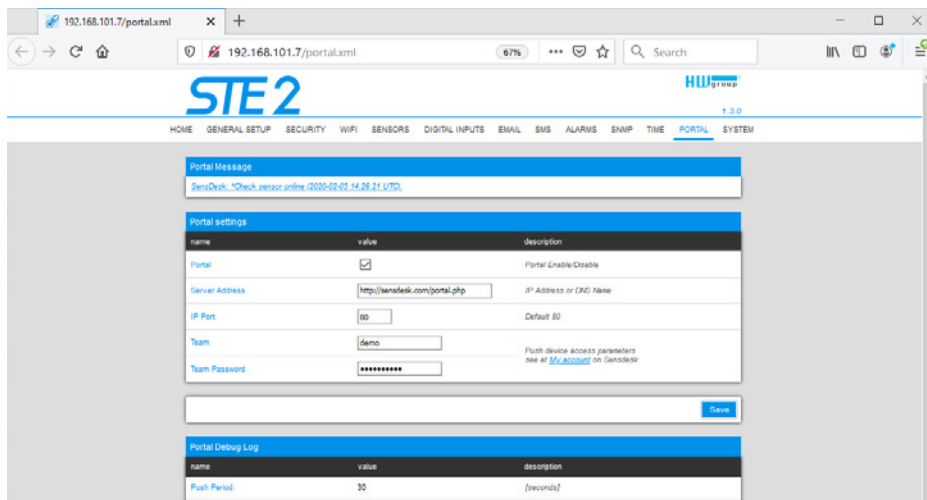 192.168.101.7/portal.xml
192.168.101.7/portal.xml 67% Search
STE 2
HW group
1.3.0
HOME GENERAL SETUP SECURITY WIFI SENSORS DIGITAL INPUTS EMAIL SMS ALARMS SNMP TIME PORTAL SYSTEM
Portal Message
SensDesk: *Check sensor online (2020-02-05 14:26:21 UTC).
Portal settings
name value description
Portal Portal Enable/Disable
Server Address http://sensdesk.com/portal.php IP Address or DNS Name
IP Port 80 Default 80
Team demo
Push device access parameters
see at My account on Sensdesk
Team Password ••••••••••
Save
Portal Debug Log
name value description
Push Period: 30 [seconds]